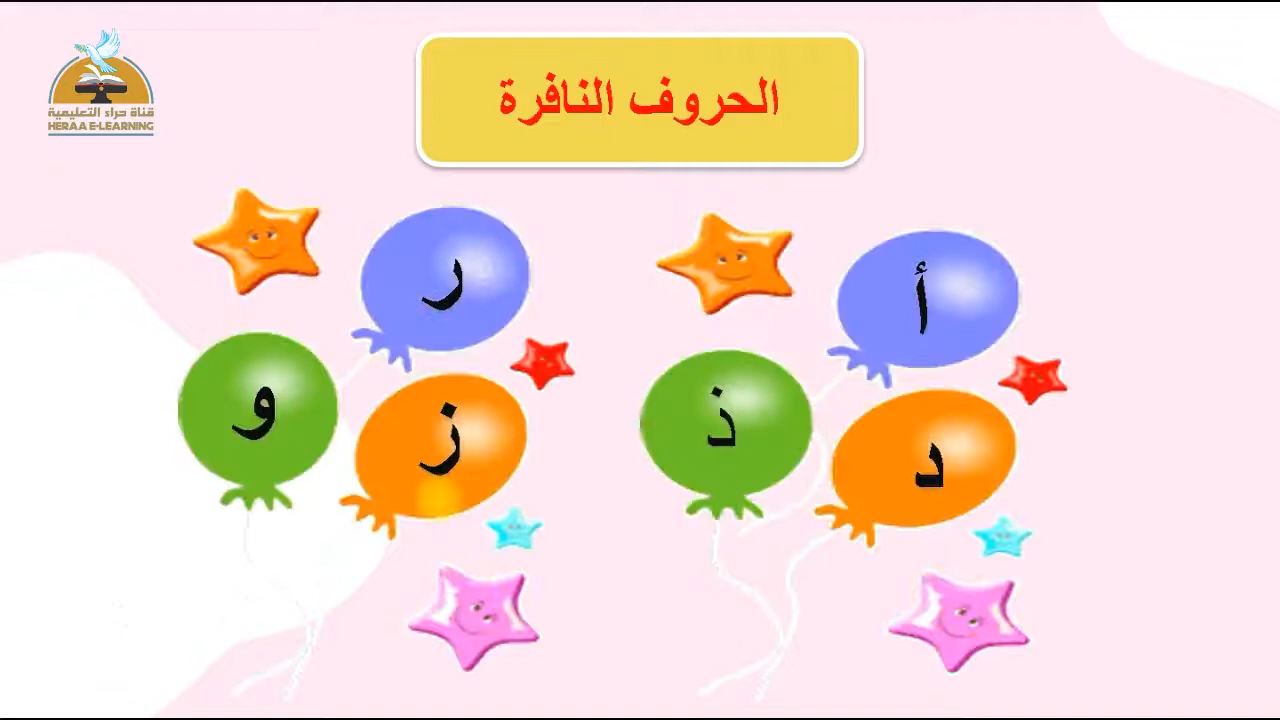 قناة حراء التعليمية
HERAA E-LEARNING
الحروف النافرة
أ
د
ذ
ر
ز
و